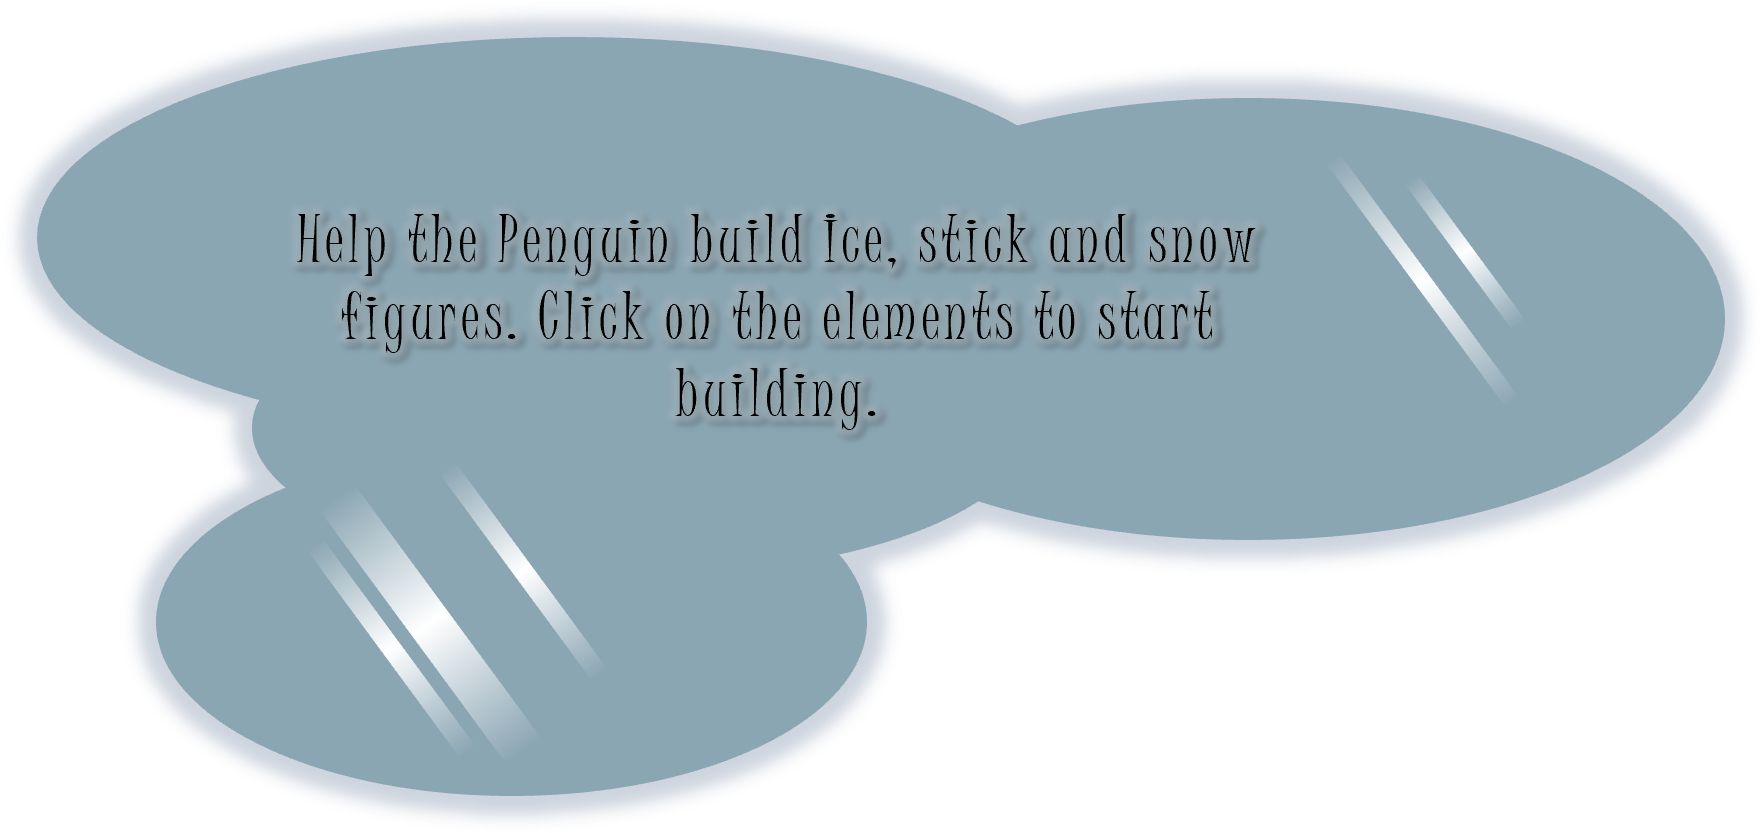 Help the Penguin build Ice, stick and snow
figures. Click on the elements to start
building.